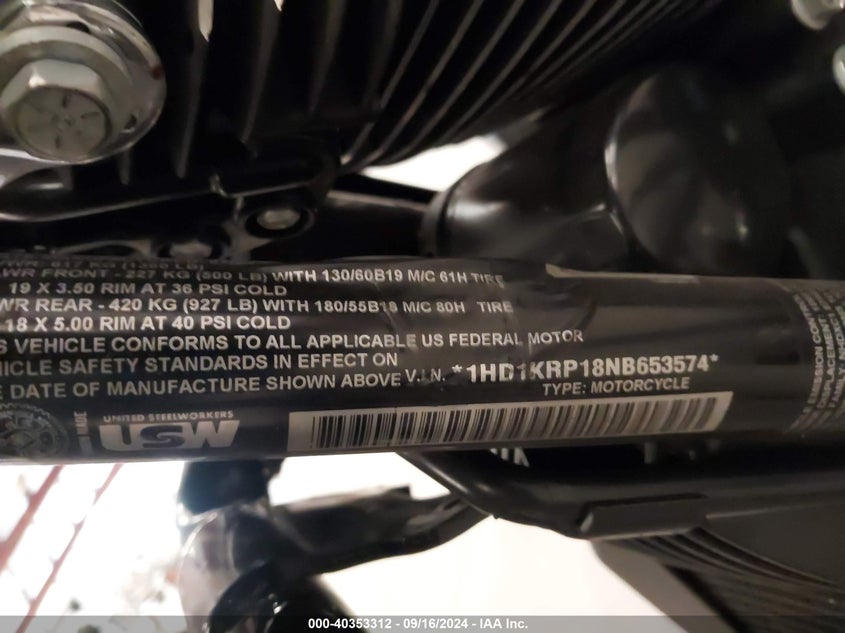 WR FRONT - 227 KG (500 LB) WITH 130/60B19 M/C 61H TIRE
19 X 3.50 RIM AT 36 PSI COLD
WR REAR - 420 KG (927 LB) WITH 180/55B18 M/C 80H TIRE
18 X 5.00 RIM AT 40 PSI COLD
S VEHICLE CONFORMS TO ALL APPLICABLE US FEDERAL MOTOR
HICLE SAFETY STANDARDS IN EFFECT ON
E DATE OF MANUFACTURE SHOWN ABOVE V.I.N. *1HD1KRP18NB653574*
TYPE: MOTORCYCLE
UNITED STEELWORKERS
USW
000-40353312 - 09/16/2024 - IAA Inc.